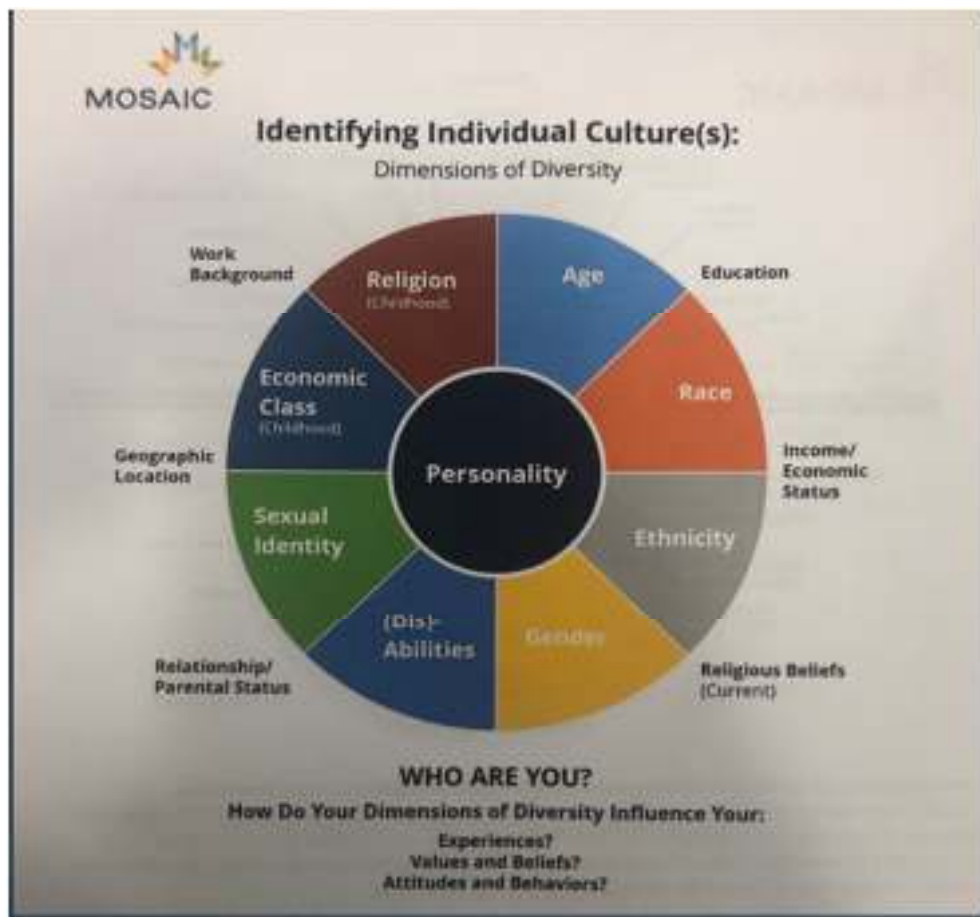 MOSAIC
Identifying Individual Culture(s):
Dimensions of Diversity
Work
Background
Religion
(Childhood)
Age
Education
Economic
Class
(Childhood)
Race
Geographic
Location
Personality
Income/
Economic
Status
Sexual
Identity
Ethnicity
(Dis)-
Abilities
Gender
Relationship/
Parental Status
Religious Beliefs
(Current)
WHO ARE YOU?
How Do Your Dimensions of Diversity Influence Your:
Experiences?
Values and Beliefs?
Attitudes and Behaviors?